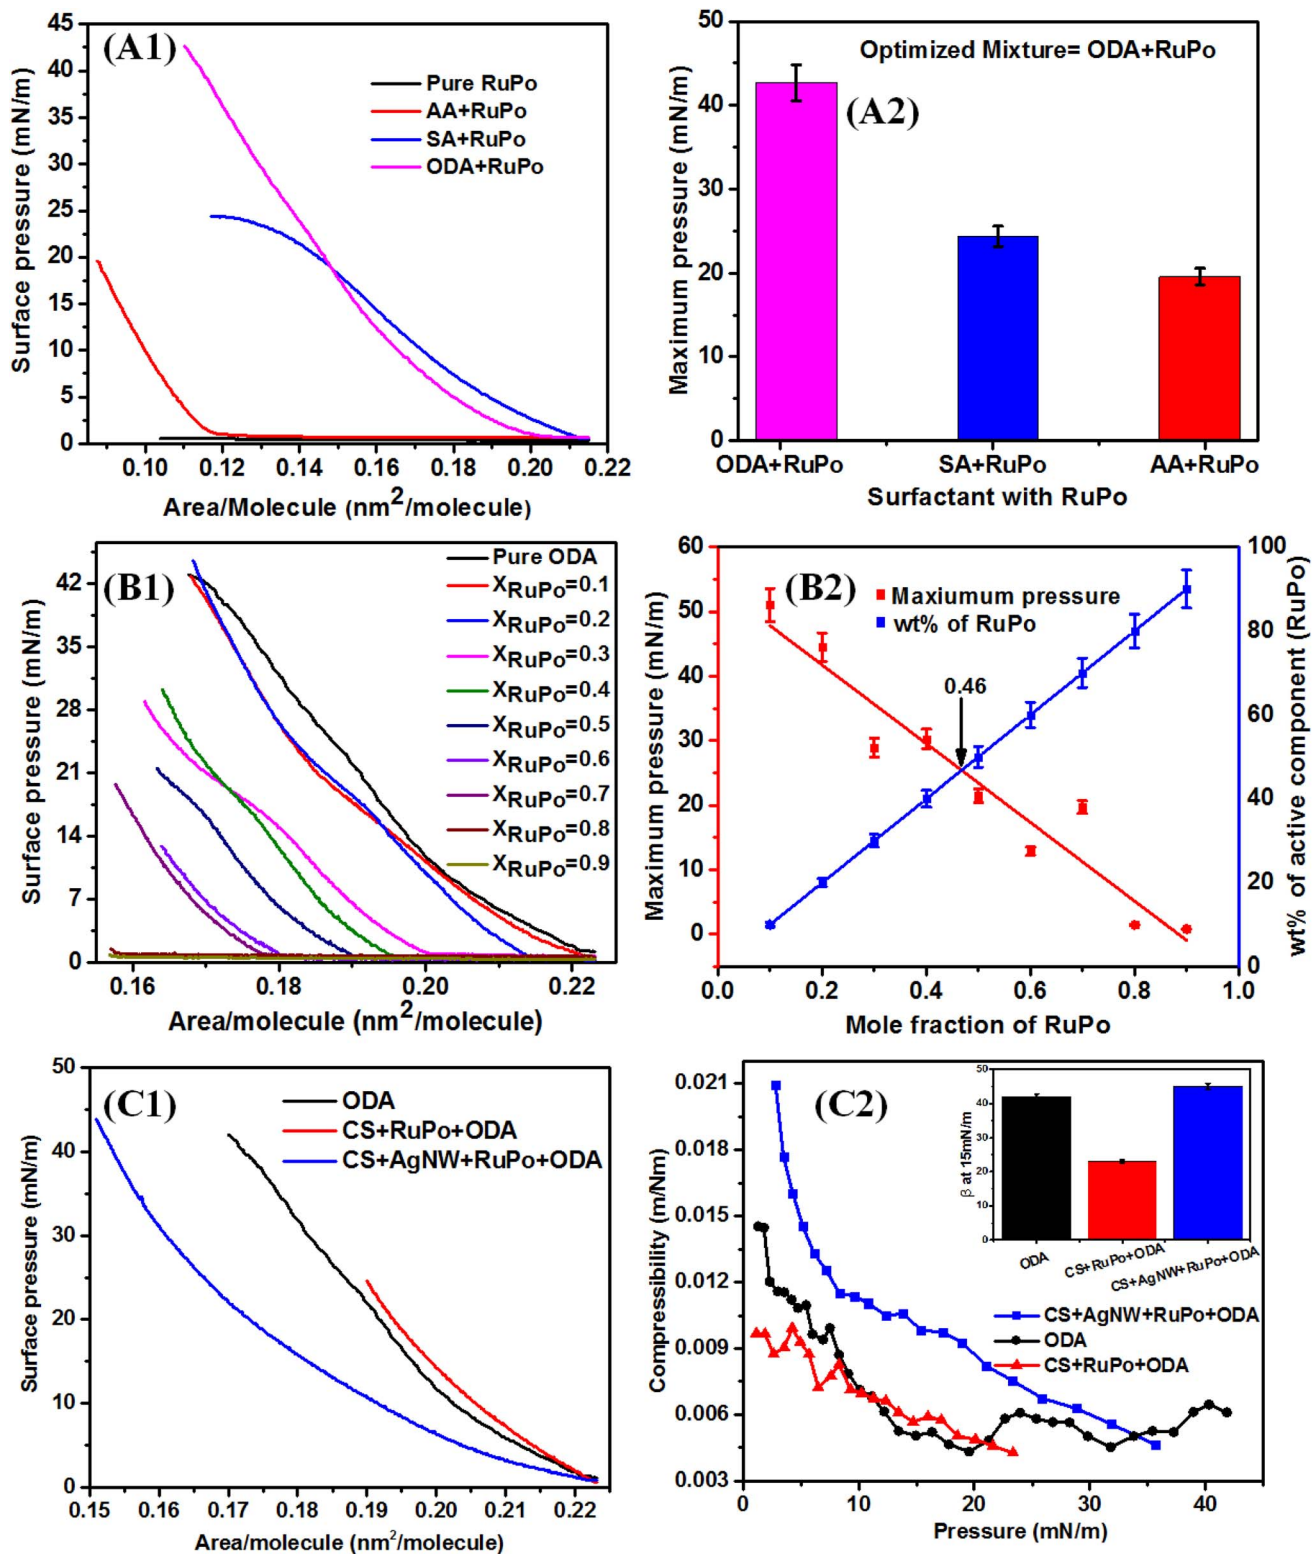 (A1)
Surface pressure (mN/m)
45
40
35
30
25
20
15
10
5
0
Pure RuPo
AA+RuPo
SA+RuPo
ODA+RuPo
0.10 0.12 0.14 0.16 0.18 0.20 0.22
Area/Molecule (nm2/molecule)
(A2)
Optimized Mixture= ODA+RuPo
Maximum pressure (mN/m)
50
40
30
20
10
0
ODA+RuPo SA+RuPo AA+RuPo
Surfactant with RuPo
(B1)
Surface pressure (mN/m)
42
35
28
21
14
7
0
Pure ODA
XRuPo=0.1
XRuPo=0.2
XRuPo=0.3
XRuPo=0.4
XRuPo=0.5
XRuPo=0.6
XRuPo=0.7
XRuPo=0.8
XRuPo=0.9
0.16 0.18 0.20 0.22
Area/molecule (nm2/molecule)
(B2)
Maximum pressure (mN/m)
60
50
40
30
20
10
0
Maxiumum pressure
wt% of RuPo
0.46
100
80
60
40
20
0
wt% of active component (RuPo)
0.0 0.2 0.4 0.6 0.8 1.0
Mole fraction of RuPo
(C1)
Surface pressure (mN/m)
50
40
30
20
10
0
ODA
CS+RuPo+ODA
CS+AgNW+RuPo+ODA
0.15 0.16 0.17 0.18 0.19 0.20 0.21 0.22
Area/molecule (nm2/molecule)
(C2)
Compressibility (m/Nm)
0.021
0.018
0.015
0.012
0.009
0.006
0.003
β at 15mN/m
50
40
30
20
10
0
ODA
CS+RuPo+ODA
CS+AgNW+RuPo+ODA
CS+AgNW+RuPo+ODA
ODA
CS+RuPo+ODA
0 10 20 30 40
Pressure (mN/m)